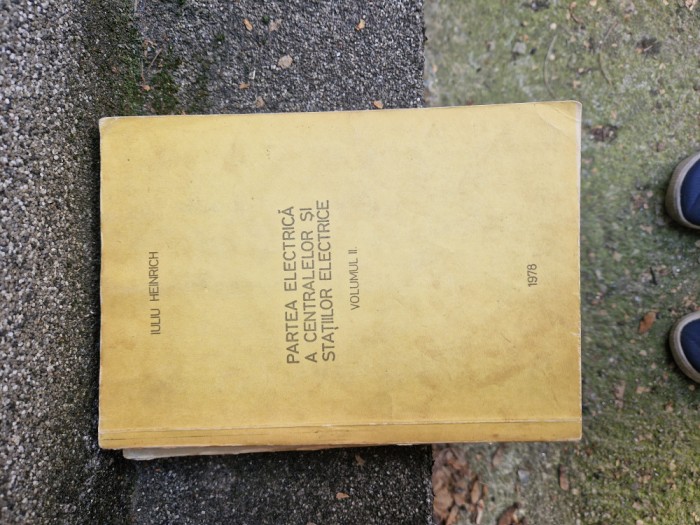 IULIU HEINRICH
PARTEA ELECTRICĂ
A CENTRALELOR ȘI
STAȚIILOR ELECTRICE
VOLUMUL II.
1978